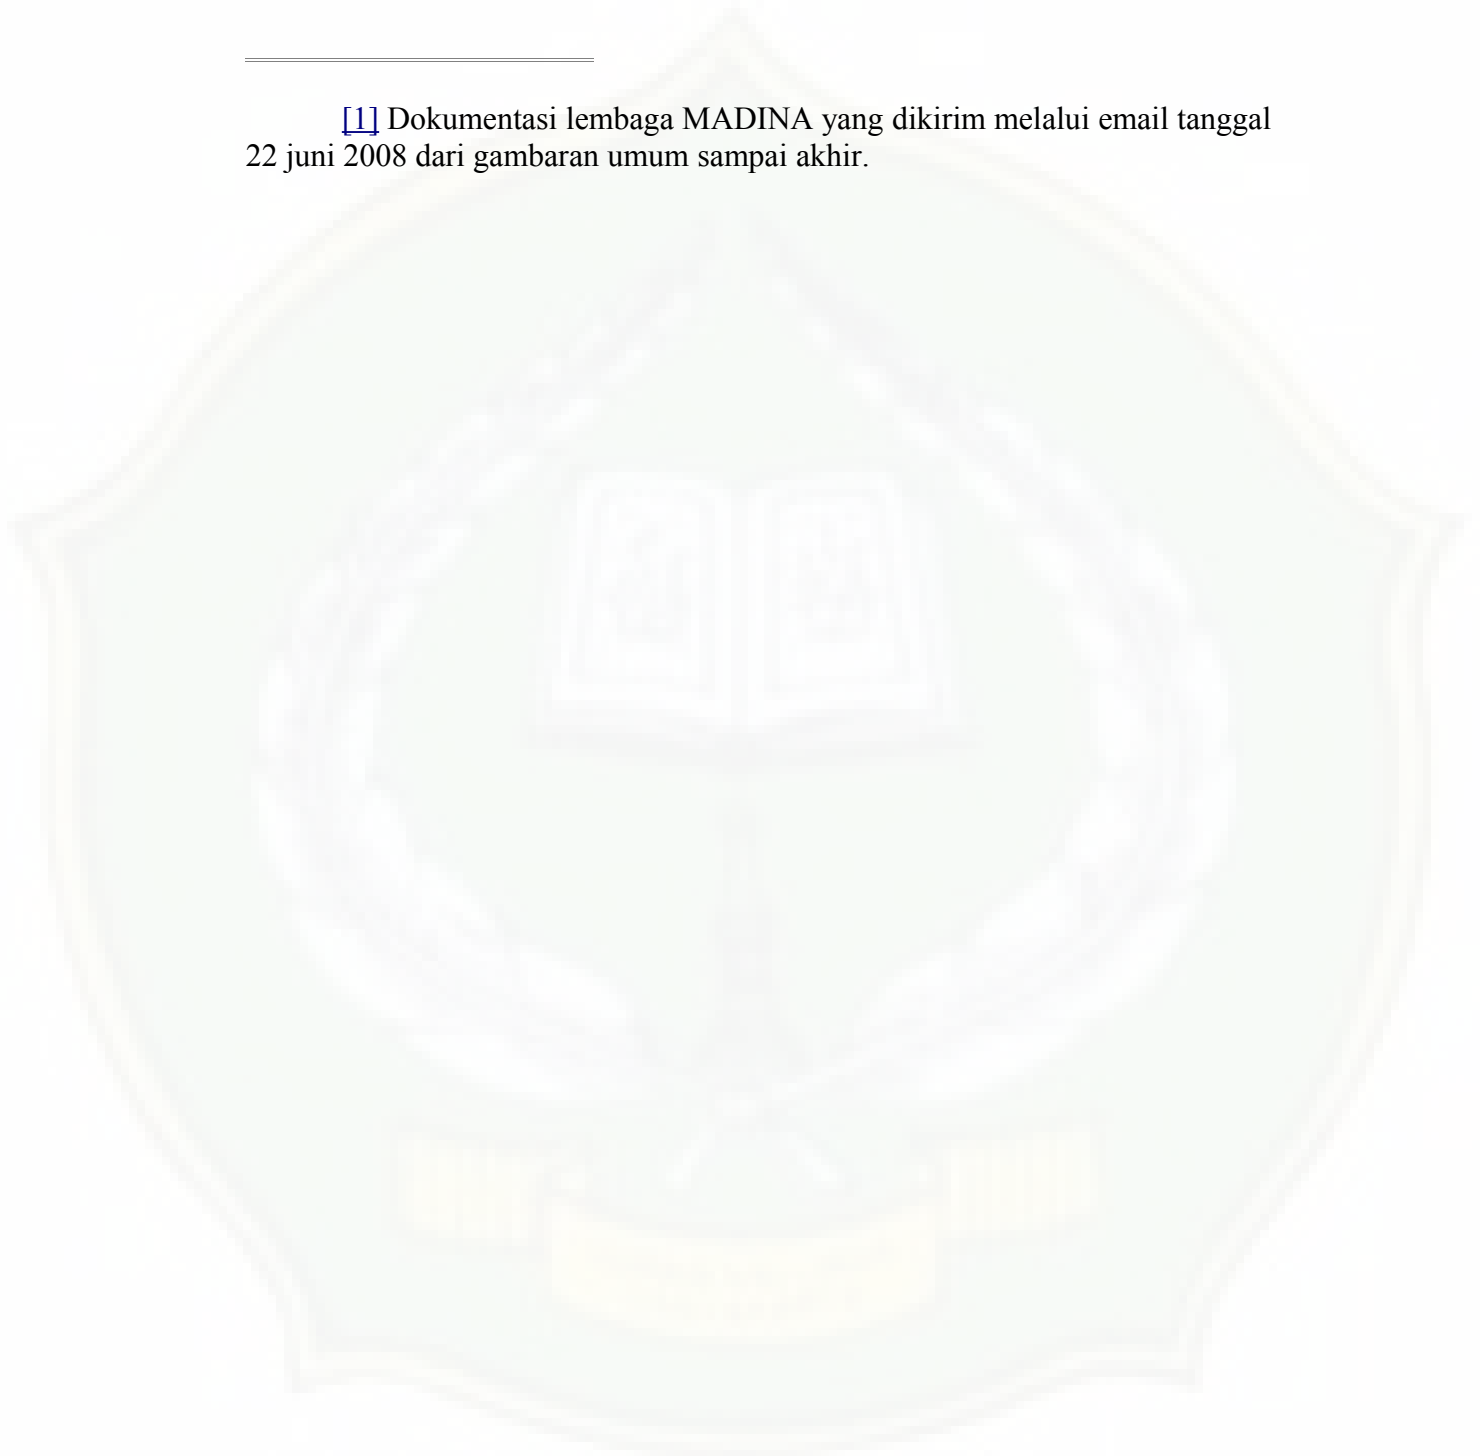 [1] Dokumentasi lembaga MADINA yang dikirim melalui email tanggal
22 juni 2008 dari gambaran umum sampai akhir.